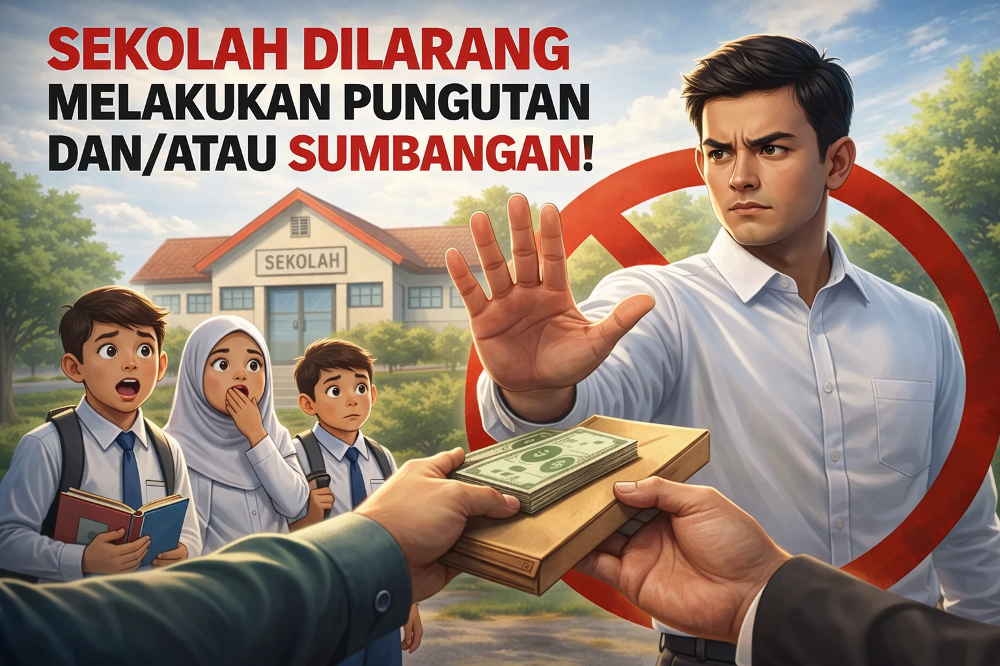 SEKOLAH DILARANG
MELAKUKAN PUNGUTAN
DAN/ATAU SUMBANGAN!
SEKOLAH